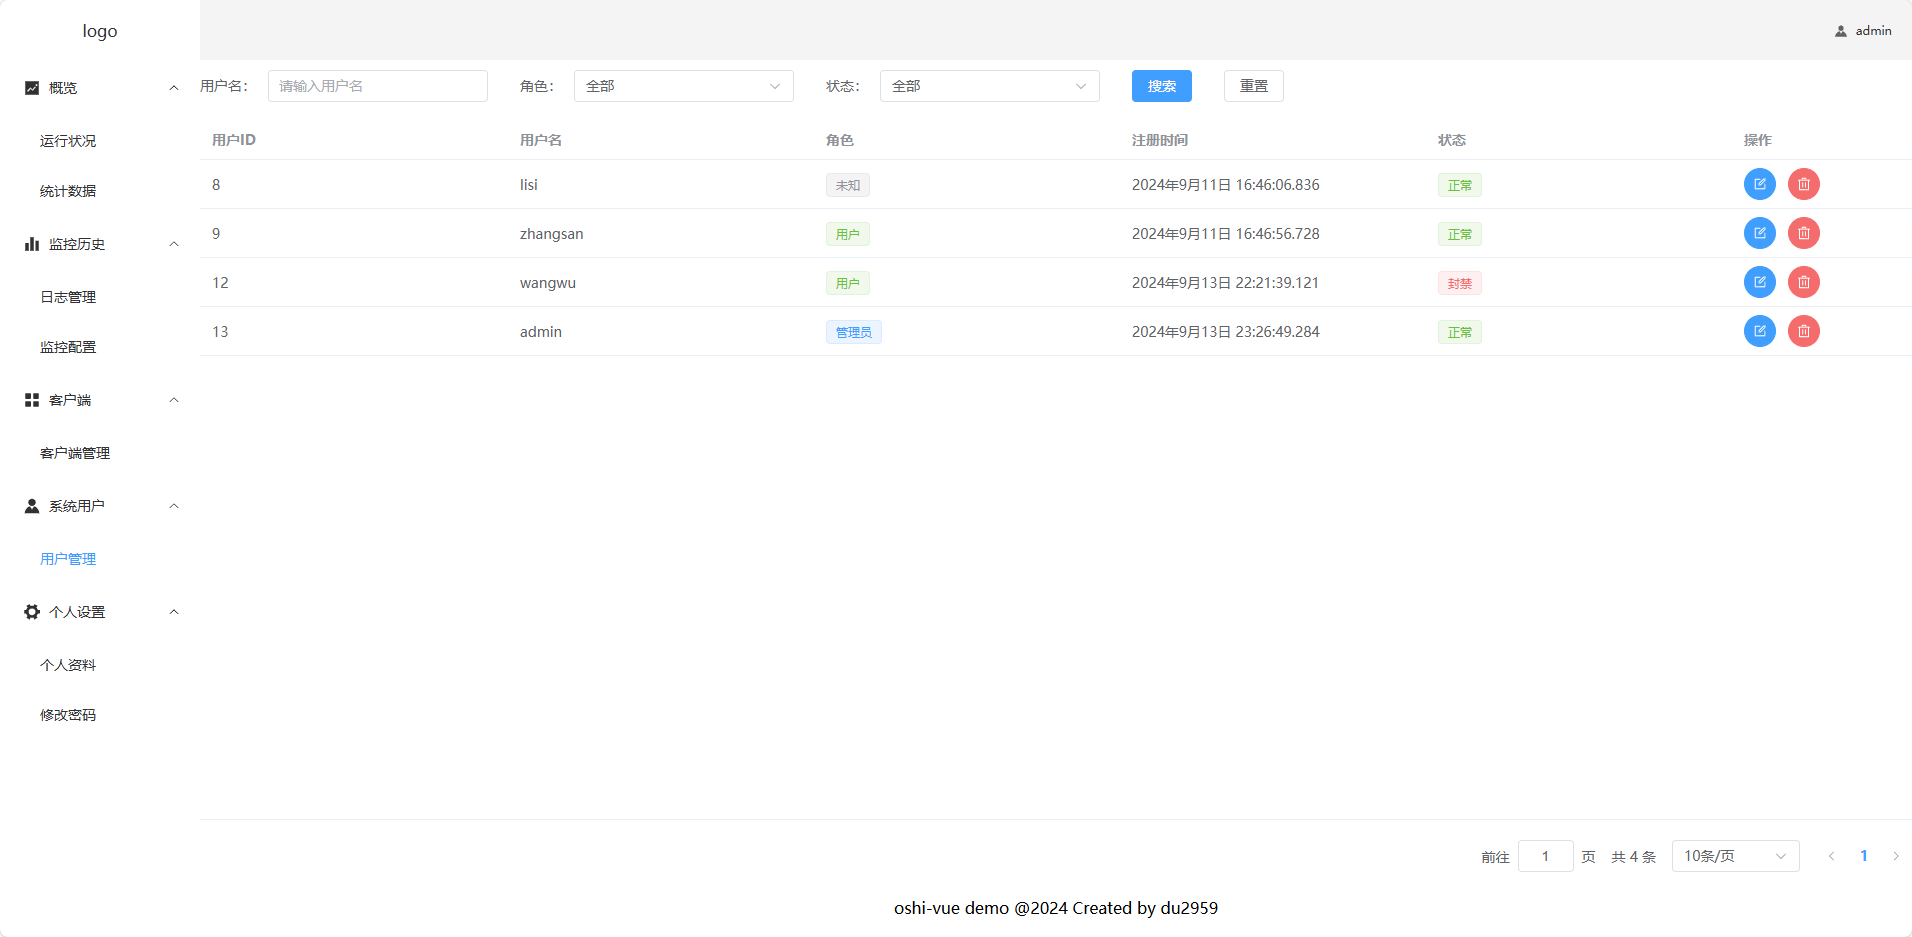 logo
admin
概览
运行状况
统计数据
监控历史
日志管理
监控配置
客户端
客户端管理
系统用户
用户管理
个人设置
个人资料
修改密码
用户名： 请输入用户名 角色： 全部 状态： 全部 搜索 重置
用户ID 用户名 角色 注册时间 状态 操作
8 lisi 未知 2024年9月11日 16:46:06.836 正常
9 zhangsan 用户 2024年9月11日 16:46:56.728 正常
12 wangwu 用户 2024年9月13日 22:21:39.121 封禁
13 admin 管理员 2024年9月13日 23:26:49.284 正常
前往 1 页 共 4 条 10条/页 1
oshi-vue demo @2024 Created by du2959